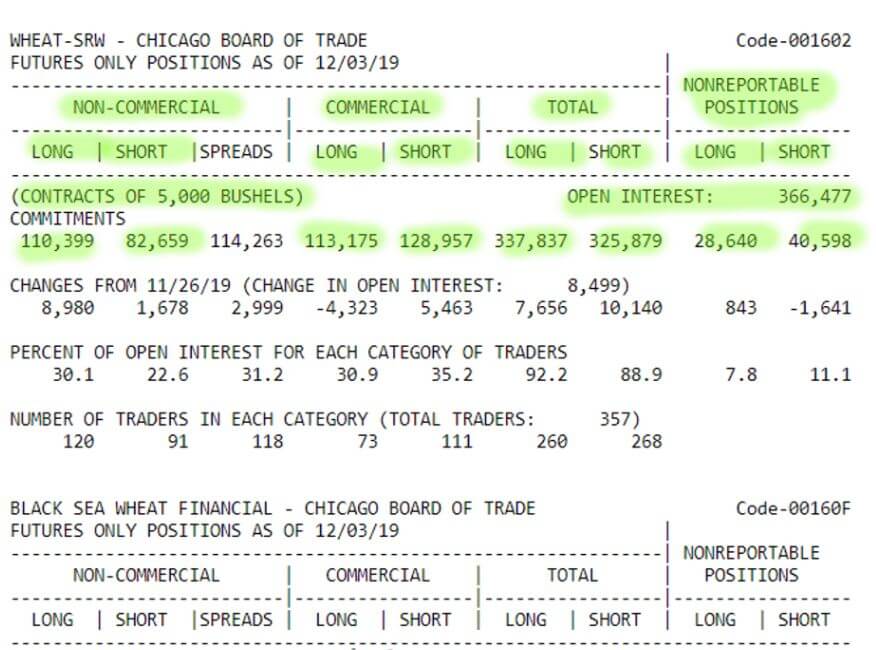 WHEAT-SRW - CHICAGO BOARD OF TRADE Code-001602
FUTURES ONLY POSITIONS AS OF 12/03/19 |
--------------------------------------------------------------| NONREPORTABLE
NON-COMMERCIAL | COMMERCIAL | TOTAL | POSITIONS
--------------------------|------------------|------------------|-----------------
LONG | SHORT |SPREADS | LONG | SHORT | LONG | SHORT | LONG | SHORT
--------------------------------------------------------------------------------
(CONTRACTS OF 5,000 BUSHELS) OPEN INTEREST: 366,477
COMMITMENTS
110,399 82,659 114,263 113,175 128,957 337,837 325,879 28,640 40,598
CHANGES FROM 11/26/19 (CHANGE IN OPEN INTEREST: 8,499)
8,980 1,678 2,999 -4,323 5,463 7,656 10,140 843 -1,641
PERCENT OF OPEN INTEREST FOR EACH CATEGORY OF TRADERS
30.1 22.6 31.2 30.9 35.2 92.2 88.9 7.8 11.1
NUMBER OF TRADERS IN EACH CATEGORY (TOTAL TRADERS: 357)
120 91 118 73 111 260 268
BLACK SEA WHEAT FINANCIAL - CHICAGO BOARD OF TRADE Code-00160F
FUTURES ONLY POSITIONS AS OF 12/03/19 |
--------------------------------------------------------------| NONREPORTABLE
NON-COMMERCIAL | COMMERCIAL | TOTAL | POSITIONS
--------------------------|------------------|------------------|-----------------
LONG | SHORT |SPREADS | LONG | SHORT | LONG | SHORT | LONG | SHORT
--------------------------------------------------------------------------------